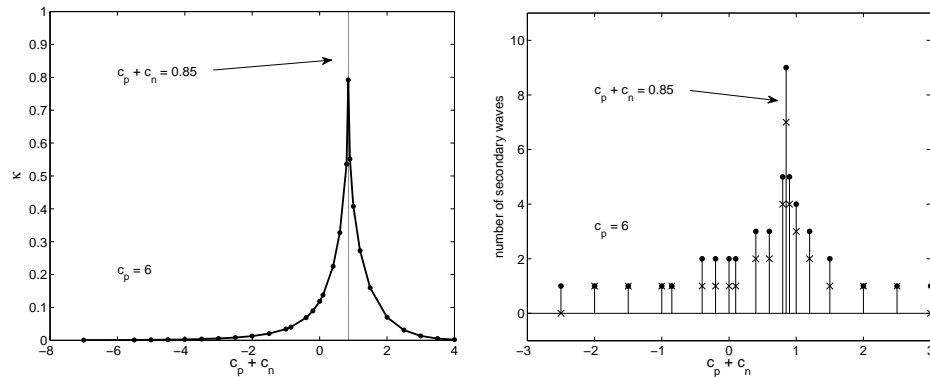 1
0.9
0.8
0.7
0.6
0.5
0.4
0.3
0.2
0.1
0
κ
c_p + c_n = 0.85
c_p = 6
−8 −6 −4 −2 0 2 4
c_p + c_n
10
8
6
4
2
0
number of secondary waves
c_p + c_n = 0.85
c_p = 6
−3 −2 −1 0 1 2 3
c_p + c_n